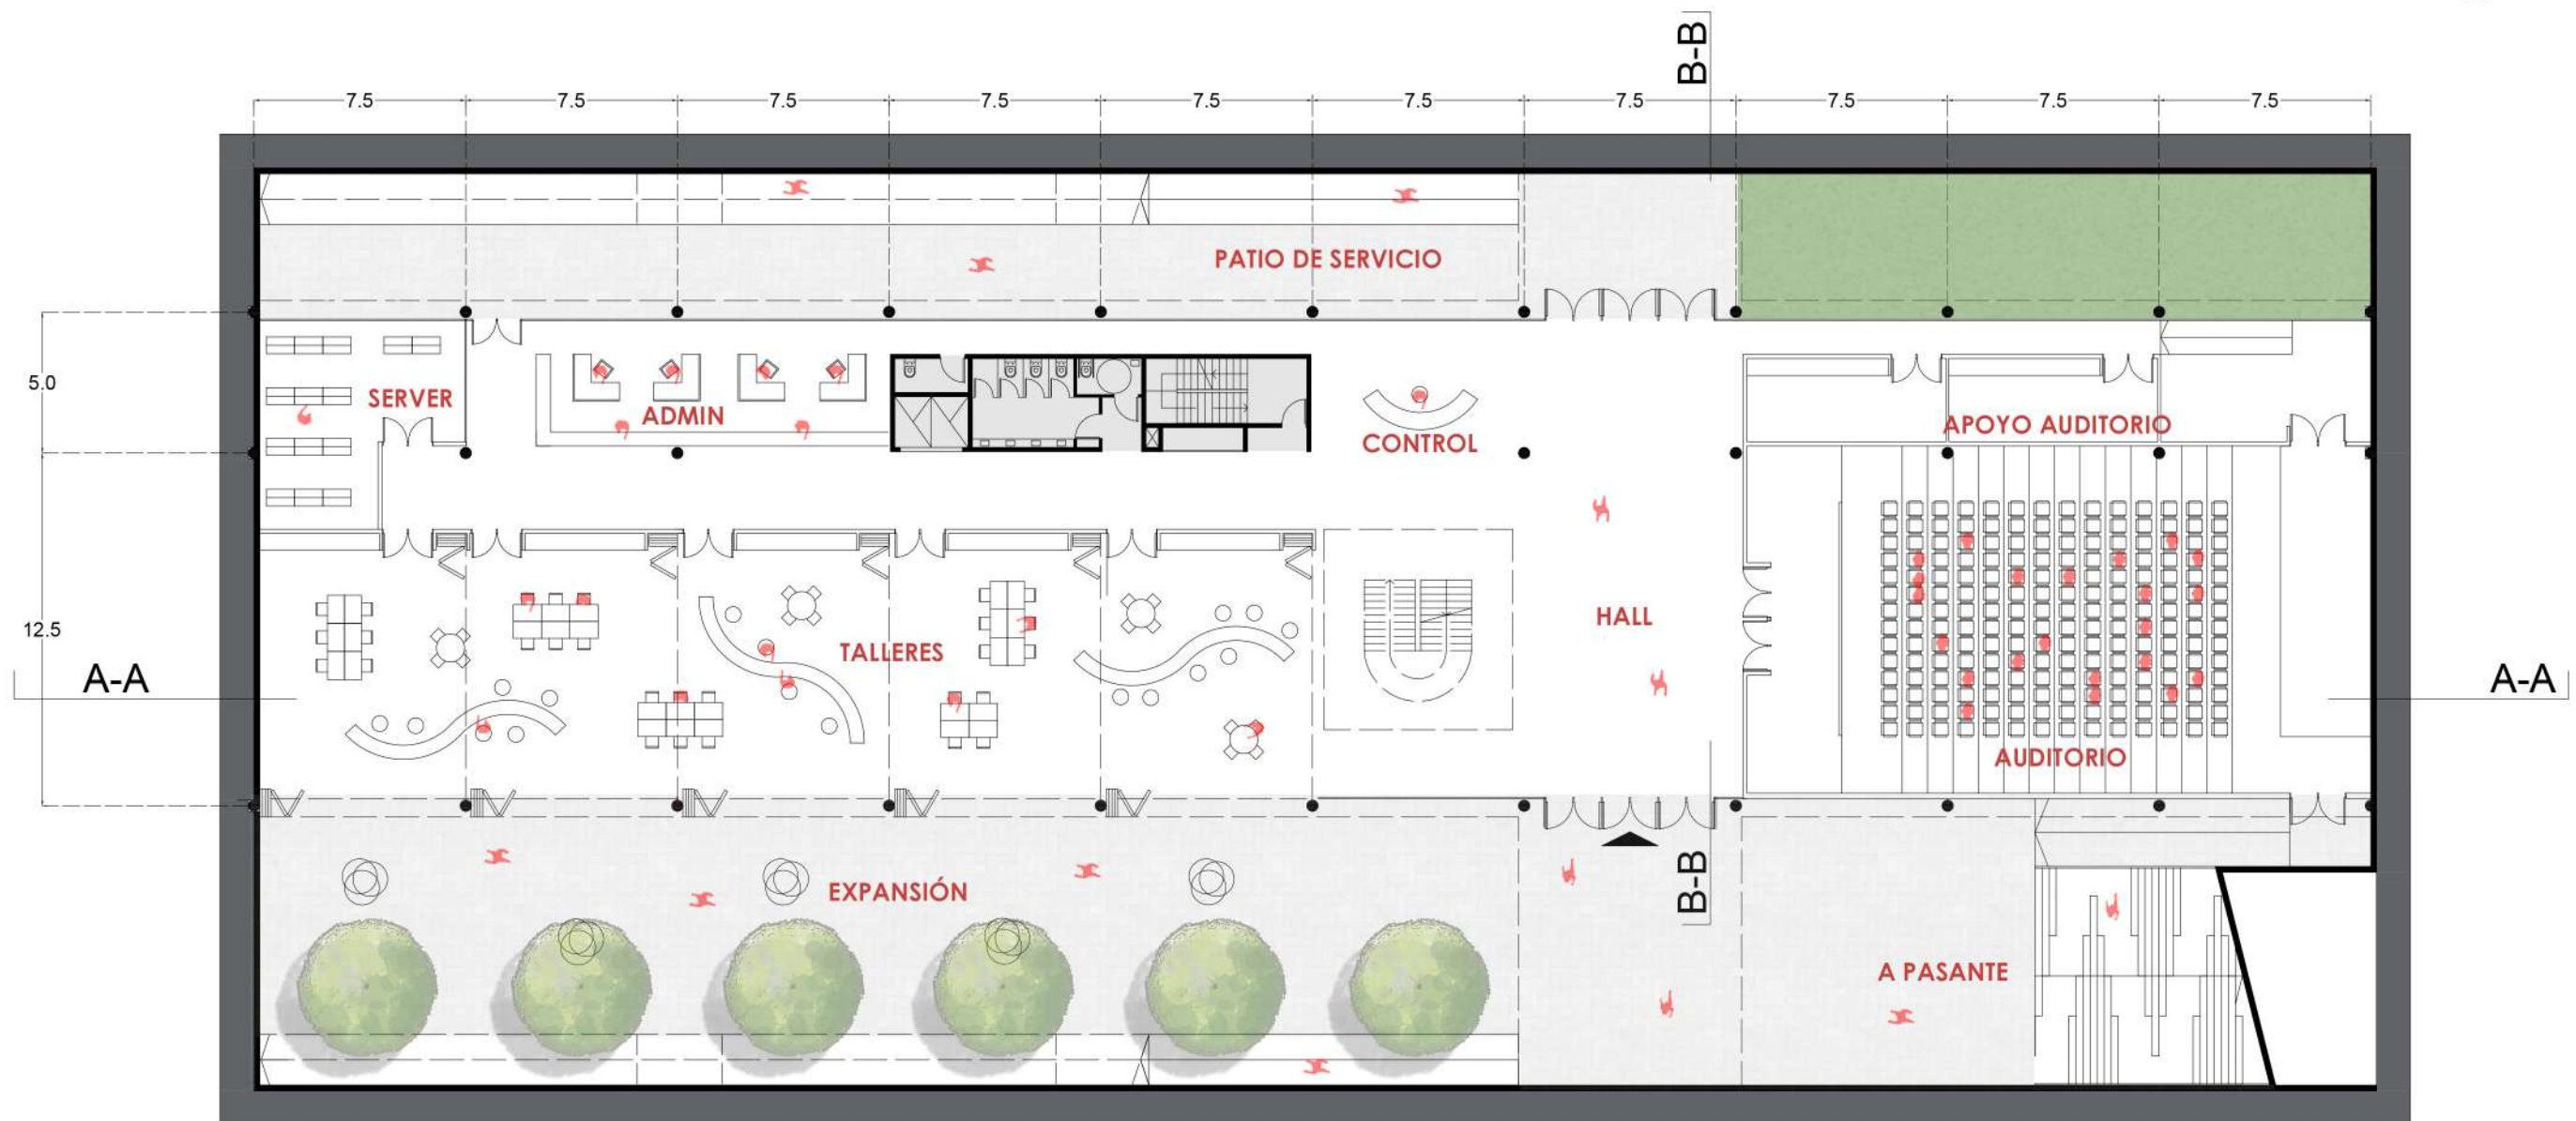 B-B
7.5 7.5 7.5 7.5 7.5 7.5 7.5 7.5 7.5 7.5
PATIO DE SERVICIO
5.0
SERVER
ADMIN
CONTROL
APOYO AUDITORIO
12.5
HALL
TALLERES
A-A
A-A
AUDITORIO
B-B
EXPANSIÓN
A PASANTE